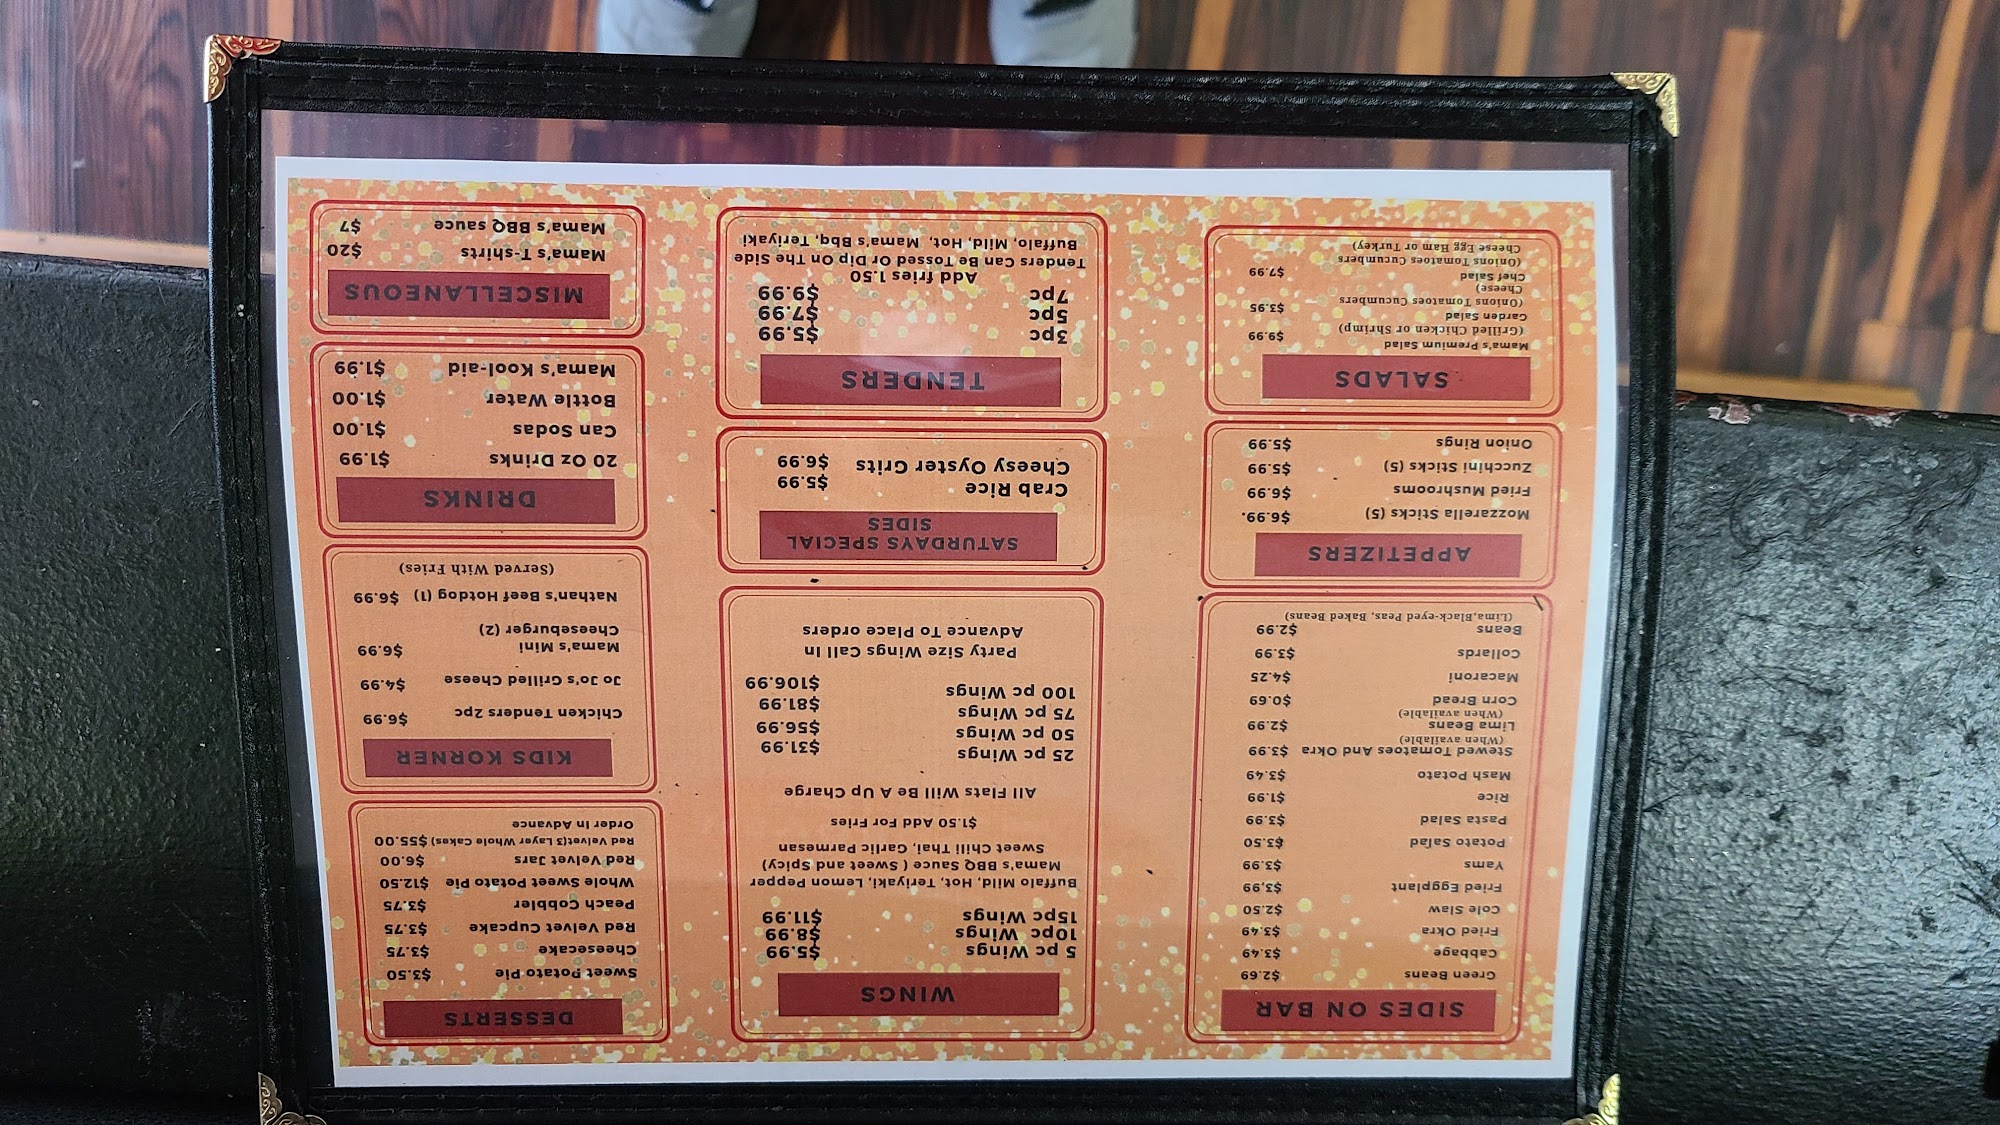 SIDES ON BAR
Green Beans $2.69
Cabbage $3.49
Fried Okra $3.49
Cole Slaw $2.50
Fried Eggplant $3,99
Yams $3.99
Potato Salad $3.50
Pasta Salad $3.99
Rice $1.99
Mash Potato $3.49
Stewed Tomatoes And Okra $3.99
(When available)
Lima Beans $2.99
(When available)
Corn Bread $0.69
Macaroni $4.25
Collards $3.99
Beans $2.99
(Lima,Black-eyed Peas, Baked Beans)
APPETIZERS
Mozzarella Sticks (5) $6.99.
Fried Mushrooms $6.99
Zucchini Sticks (5) $5.99
Onion Rings $5.99
SALADS
Mama's Premium Salad $9.99
(Grilled Chicken or Shrimp)
Garden Salad $3.95
(Onions Tomatoes Cucumbers
Cheese)
Chef Salad $7.99
(Onions Tomatoes Cucumbers
Cheese Egg Ham or Turkey)
WINGS
5 pc Wings $5.99
10pc Wings $8.99
15pc Wings $11.99
Buffalo Mild, Hot, Teriyaki, Lemon Pepper
Mama's BBQ Sauce ( Sweet and Spicy)
Sweet Chili Thai, Garlic Parmesan
$1.50 Add For Fries
All Flats Will Be A Up Charge
25 pc Wings $31.99
50 pc Wings $56.99
75 pc Wings $81.99
100 pc Wings $106.99
Party Size Wings Call In
Advance To Place orders
SATURDAYS SPECIAL
SIDES
Crab Rice $5.99
Cheesy Oyster Grits $6.99
TENDERS
3pc $5.99
5pc $7.99
7pc $9.99
Add fries 1.50
Tenders Can Be Tossed Or Dip On The Side
Buffalo, Mild, Hot, Mama's Bbq, Teriyaki
DESSERTS
Sweet Potato Pie $3.50
Cheesecake $3.75
Red Velvet Cupcake $3.75
Peach Cobbler $3.75
Whole Sweet Potato Pie $12.50
Red Velvet Jars $6.00
Red Velvet(3 Layer Whole Cakes) $55.00
Order In Advance
KIDS KORNER
Chicken Tenders 2pc $6.99
Jo Jo's Grilled Cheese $4.99
Mama's Mini $6.99
Cheeseburger (2)
Nathan's Beef Hotdog (1) $6.99
(Served With Fries)
DRINKS
20 Oz Drinks $1.99
Can Sodas $1.00
Bottle Water $1.00
Mama's Kool-aid $1.99
MISCELLANEOUS
Mama's T-shirts $20
Mama's BBQ sauce $7